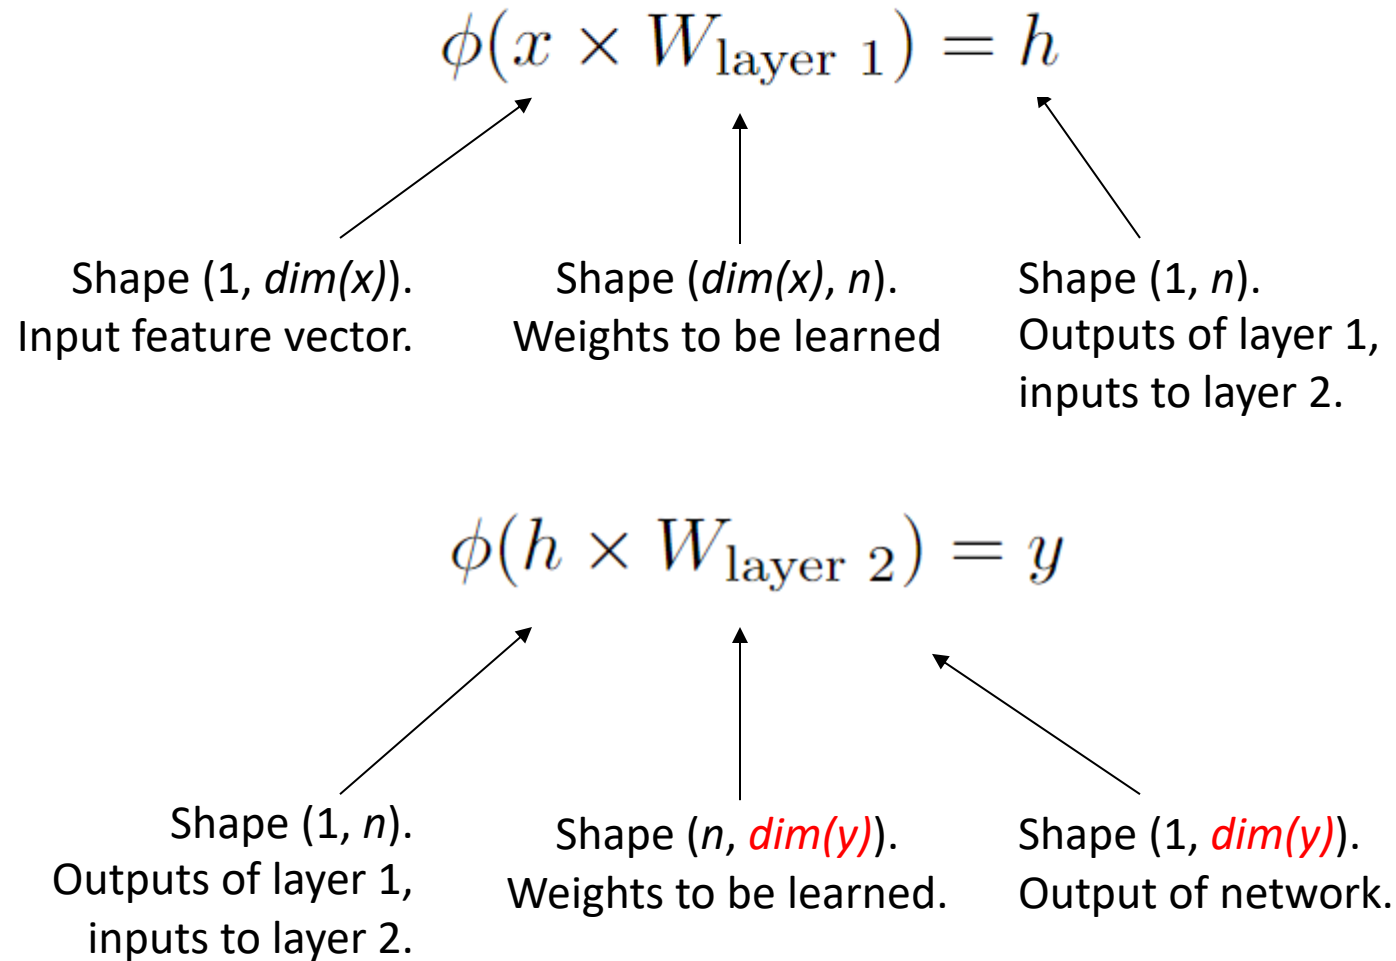 ϕ(x × W_layer 1) = h
Shape (1, dim(x)).
Input feature vector.
Shape (dim(x), n).
Weights to be learned
Shape (1, n).
Outputs of layer 1,
inputs to layer 2.
ϕ(h × W_layer 2) = y
Shape (1, n).
Outputs of layer 1,
inputs to layer 2.
Shape (n, dim(y)).
Weights to be learned.
Shape (1, dim(y)).
Output of network.